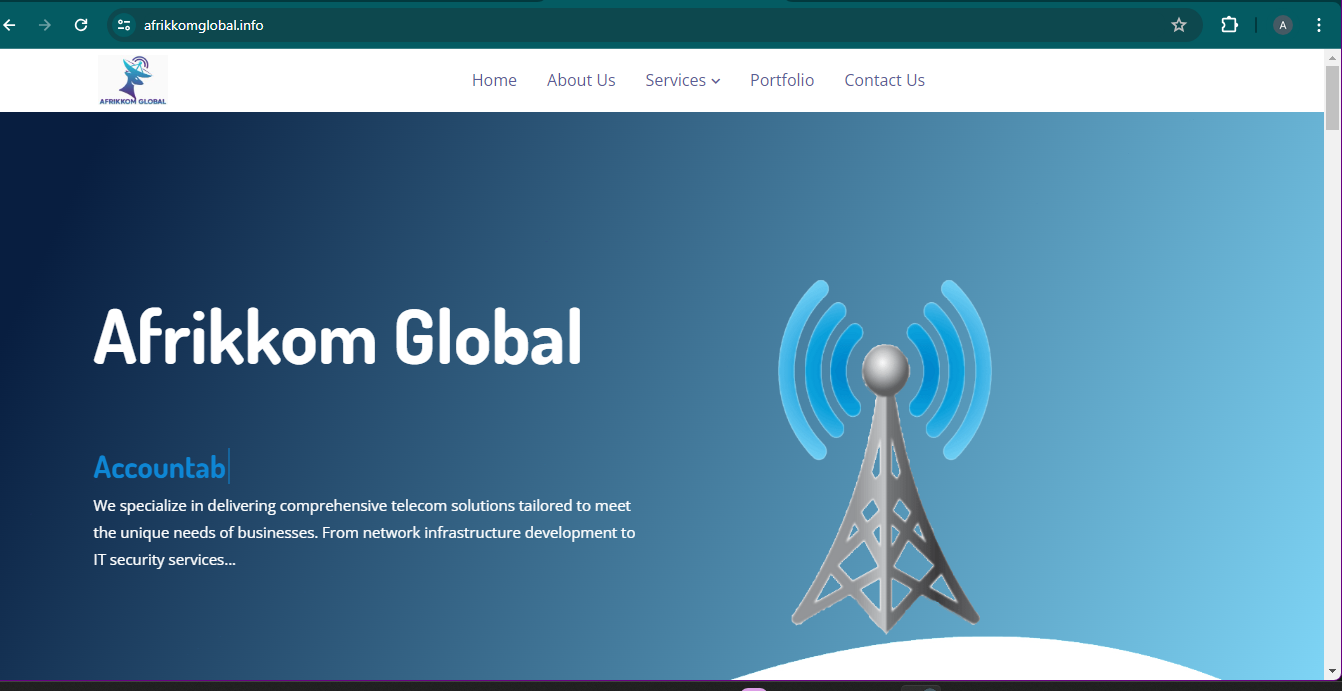 afrikkomglobal.info
A
AFRIKKOM GLOBAL
Home About Us Services Portfolio Contact Us
Afrikkom Global
Accountab
We specialize in delivering comprehensive telecom solutions tailored to meet
the unique needs of businesses. From network infrastructure development to
IT security services...